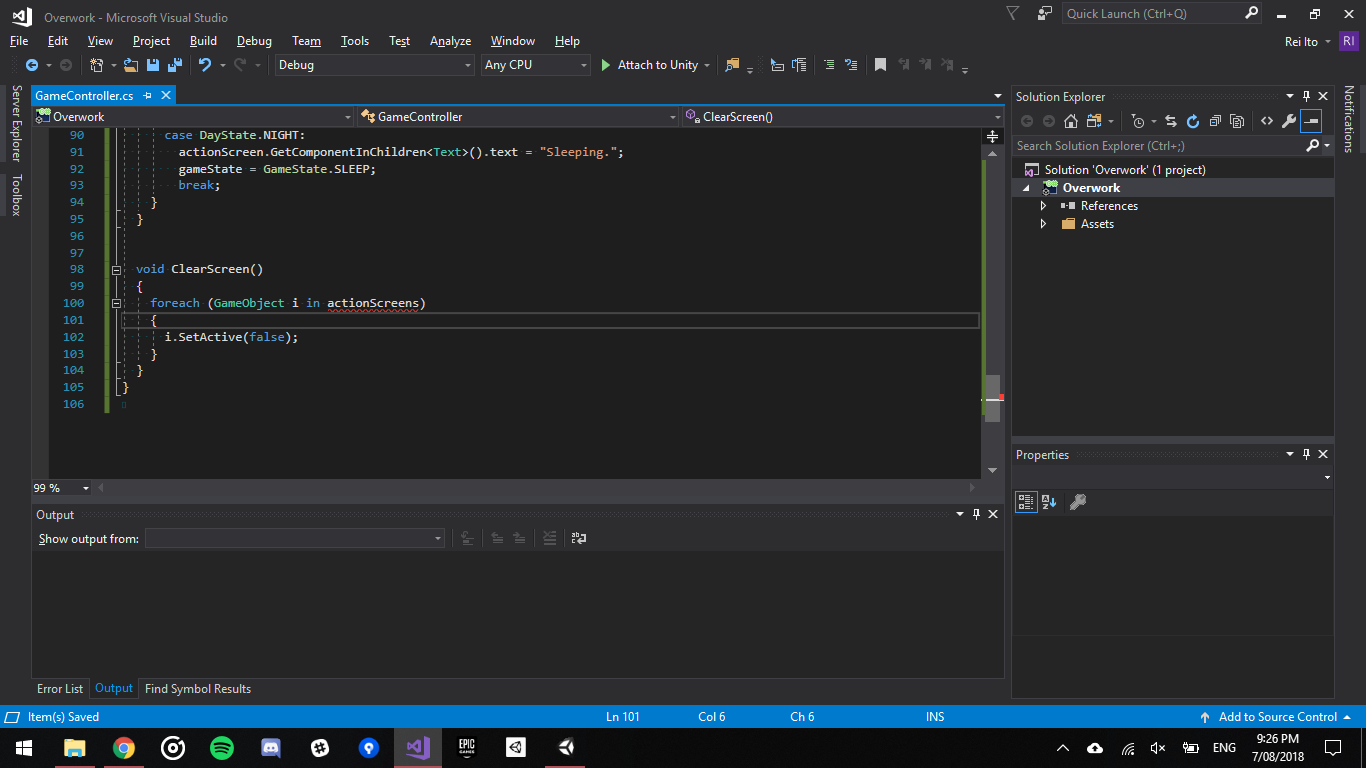 Overwork - Microsoft Visual Studio
Quick Launch (Ctrl+Q)
File Edit View Project Build Debug Team Tools Test Analyze Window Help
Rei Ito RI
Debug Any CPU Attach to Unity
Server Explorer
Toolbox
GameController.cs
Overwork GameController ClearScreen()
90 case DayState.NIGHT:
91 actionScreen.GetComponentInChildren<Text>().text = "Sleeping.";
92 gameState = GameState.SLEEP;
93 break;
94 }
95 }
96
97
98 void ClearScreen()
99 {
100 foreach (GameObject i in actionScreens)
101 {
102 i.SetActive(false);
103 }
104 }
105 }
106
99 %
Output
Show output from:
Error List Output Find Symbol Results
Solution Explorer
Search Solution Explorer (Ctrl+;)
Solution 'Overwork' (1 project)
Overwork
References
Assets
Properties
Notifications
Item(s) Saved Ln 101 Col 6 Ch 6 INS Add to Source Control
EPIC
GAMES
ENG
9:26 PM
7/08/2018